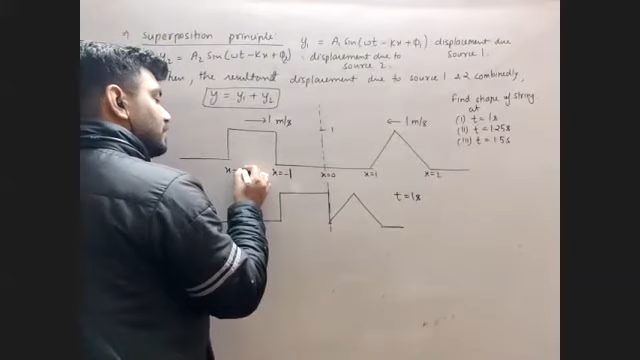 superposition principle: y₁ = A₁ sin(ωt - kx + φ₁) displacement due
source 1.
y₂ = A₂ sin(ωt - kx + φ₂) : displacement due to
source 2.
then, the resultant displacement due to source 1 & 2 combinedly,
y = y₁ + y₂
Find shape of string
at
(i) t = 1s
(ii) t = 1.25s
(iii) t = 1.5s
→1 m/s
1
← 1 m/s
x=-1
x=0
x=1
x=2
t = 1s